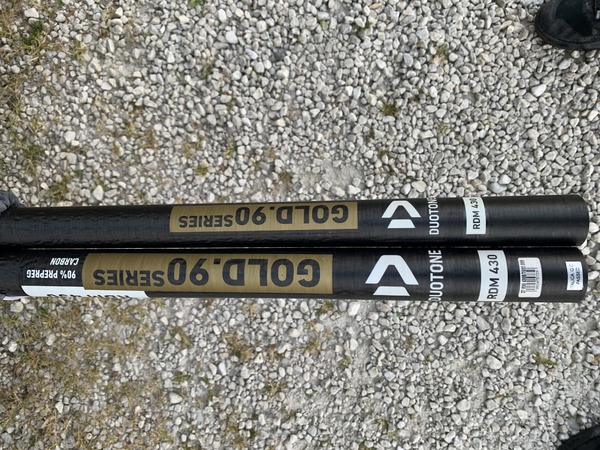 GOLD.90 SERIES
DUOTONE
RDM 430
90% PREPREG
CARBON
GOLD.90 SERIES
DUOTONE
RDM 430